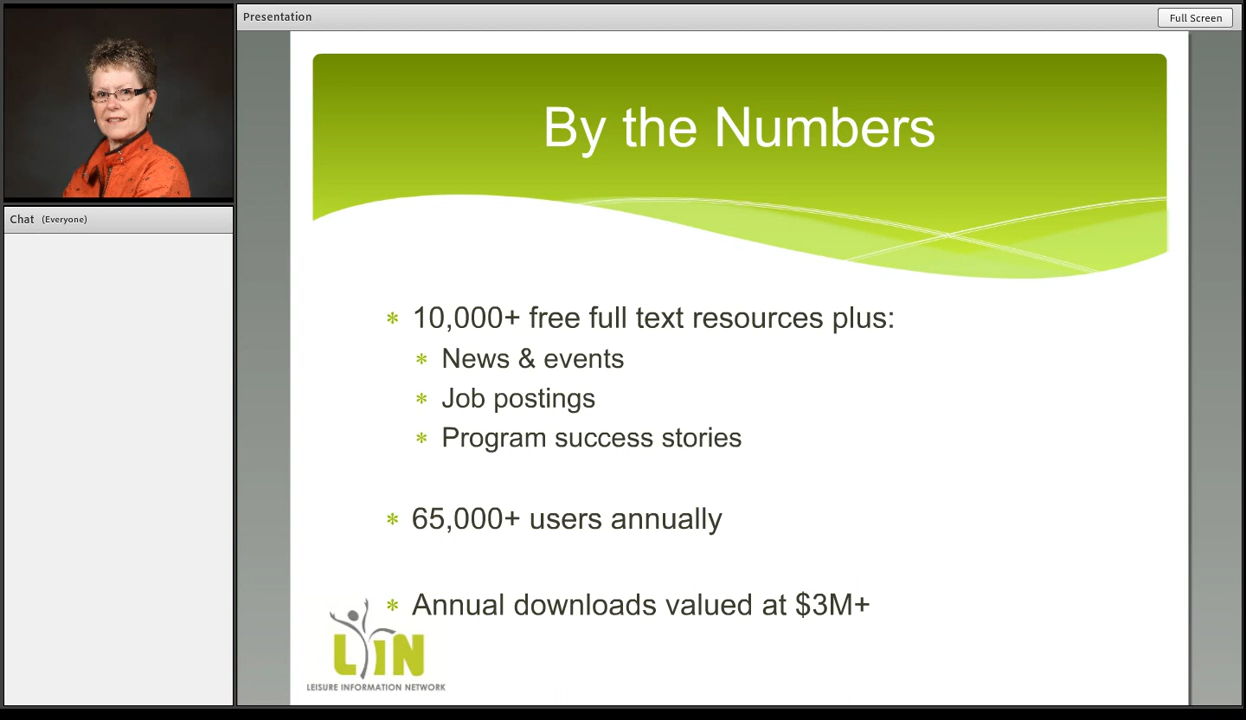 Presentation
Full Screen
Chat (Everyone)
By the Numbers
* 10,000+ free full text resources plus:
* News & events
* Job postings
* Program success stories
* 65,000+ users annually
* Annual downloads valued at $3M+
LIN
LEISURE INFORMATION NETWORK